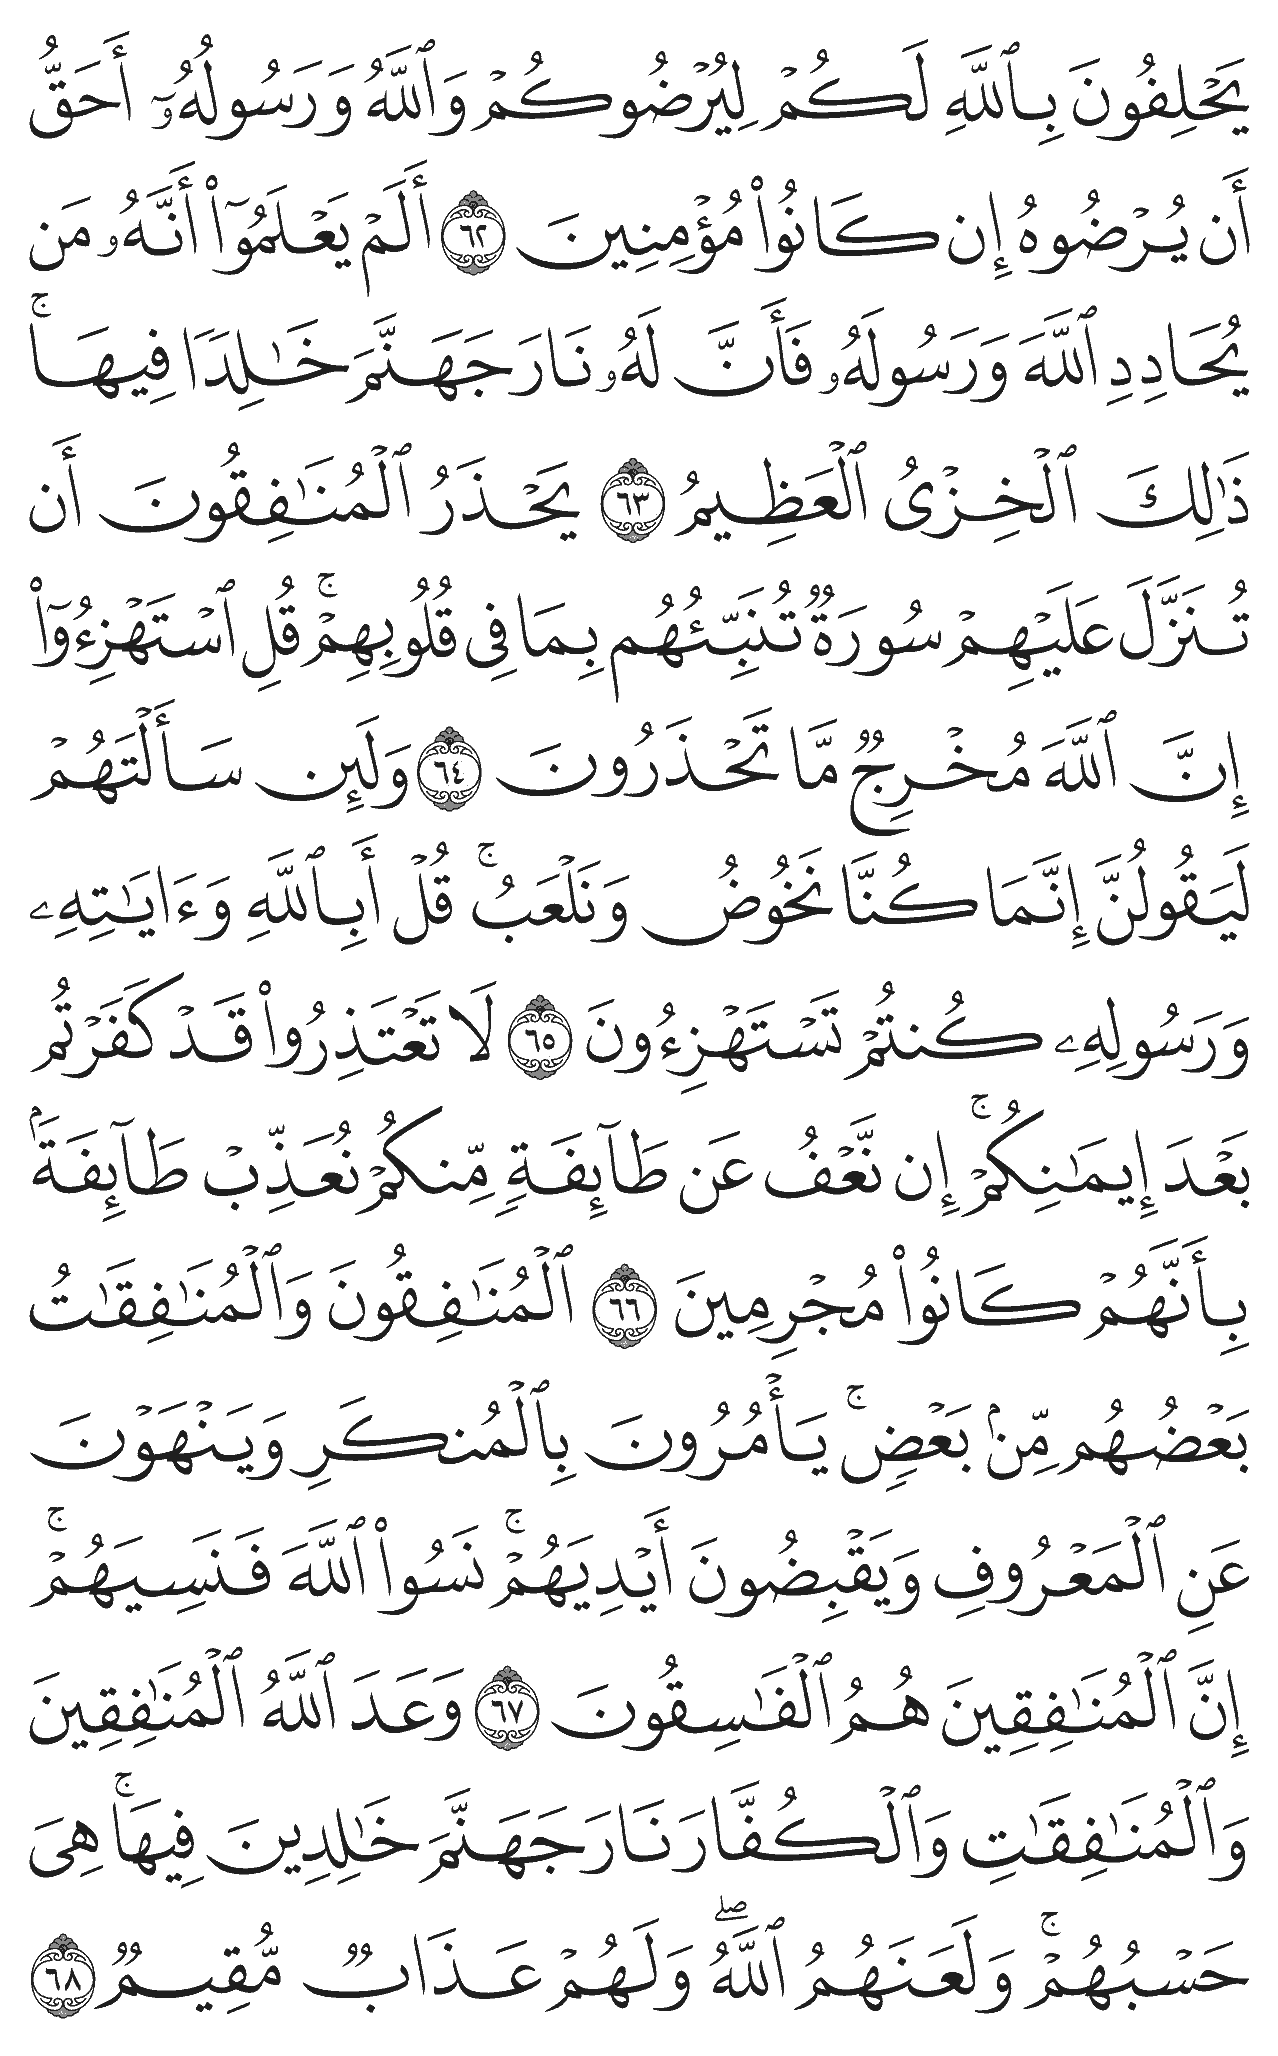 يَحۡلِفُونَ بِٱللَّهِ لَكُمۡ لِيُرۡضُوكُمۡ وَٱللَّهُ وَرَسُولُهُۥٓ أَحَقُّ
أَن يُرۡضُوهُ إِن كَانُواْ مُؤۡمِنِينَ ٦٢ أَلَمۡ يَعۡلَمُوٓاْ أَنَّهُۥ مَن
يُحَادِدِ ٱللَّهَ وَرَسُولَهُۥ فَأَنَّ لَهُۥ نَارَ جَهَنَّمَ خَٰلِدٗا فِيهَاۚ
ذَٰلِكَ ٱلۡخِزۡيُ ٱلۡعَظِيمُ ٦٣ يَحۡذَرُ ٱلۡمُنَٰفِقُونَ أَن
تُنَزَّلَ عَلَيۡهِمۡ سُورَةٞ تُنَبِّئُهُم بِمَا فِي قُلُوبِهِمۡۚ قُلِ ٱسۡتَهۡزِءُوٓاْ
إِنَّ ٱللَّهَ مُخۡرِجٞ مَّا تَحۡذَرُونَ ٦٤ وَلَئِن سَأَلۡتَهُمۡ
لَيَقُولُنَّ إِنَّمَا كُنَّا نَخُوضُ وَنَلۡعَبُۚ قُلۡ أَبِٱللَّهِ وَءَايَٰتِهِۦ
وَرَسُولِهِۦ كُنتُمۡ تَسۡتَهۡزِءُونَ ٦٥ لَا تَعۡتَذِرُواْ قَدۡ كَفَرۡتُم
بَعۡدَ إِيمَٰنِكُمۡۚ إِن نَّعۡفُ عَن طَآئِفَةٖ مِّنكُمۡ نُعَذِّبۡ طَآئِفَةَۢ
بِأَنَّهُمۡ كَانُواْ مُجۡرِمِينَ ٦٦ ٱلۡمُنَٰفِقُونَ وَٱلۡمُنَٰفِقَٰتُ
بَعۡضُهُم مِّنۢ بَعۡضٖۚ يَأۡمُرُونَ بِٱلۡمُنكَرِ وَيَنۡهَوۡنَ
عَنِ ٱلۡمَعۡرُوفِ وَيَقۡبِضُونَ أَيۡدِيَهُمۡۚ نَسُواْ ٱللَّهَ فَنَسِيَهُمۡۚ
إِنَّ ٱلۡمُنَٰفِقِينَ هُمُ ٱلۡفَٰسِقُونَ ٦٧ وَعَدَ ٱللَّهُ ٱلۡمُنَٰفِقِينَ
وَٱلۡمُنَٰفِقَٰتِ وَٱلۡكُفَّارَ نَارَ جَهَنَّمَ خَٰلِدِينَ فِيهَاۚ هِيَ
حَسۡبُهُمۡۚ وَلَعَنَهُمُ ٱللَّهُۖ وَلَهُمۡ عَذَابٞ مُّقِيمٞ ٦٨